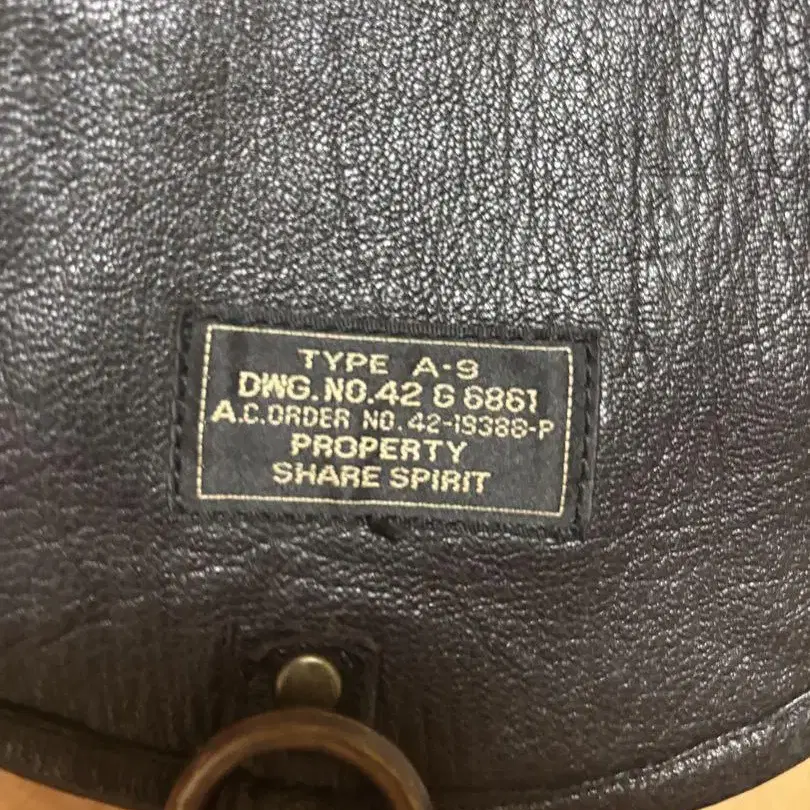 TYPE A-9
DWG.NO.42 G 6861
A.C.ORDER NO. 42-19388-P
PROPERTY
SHARE SPIRIT